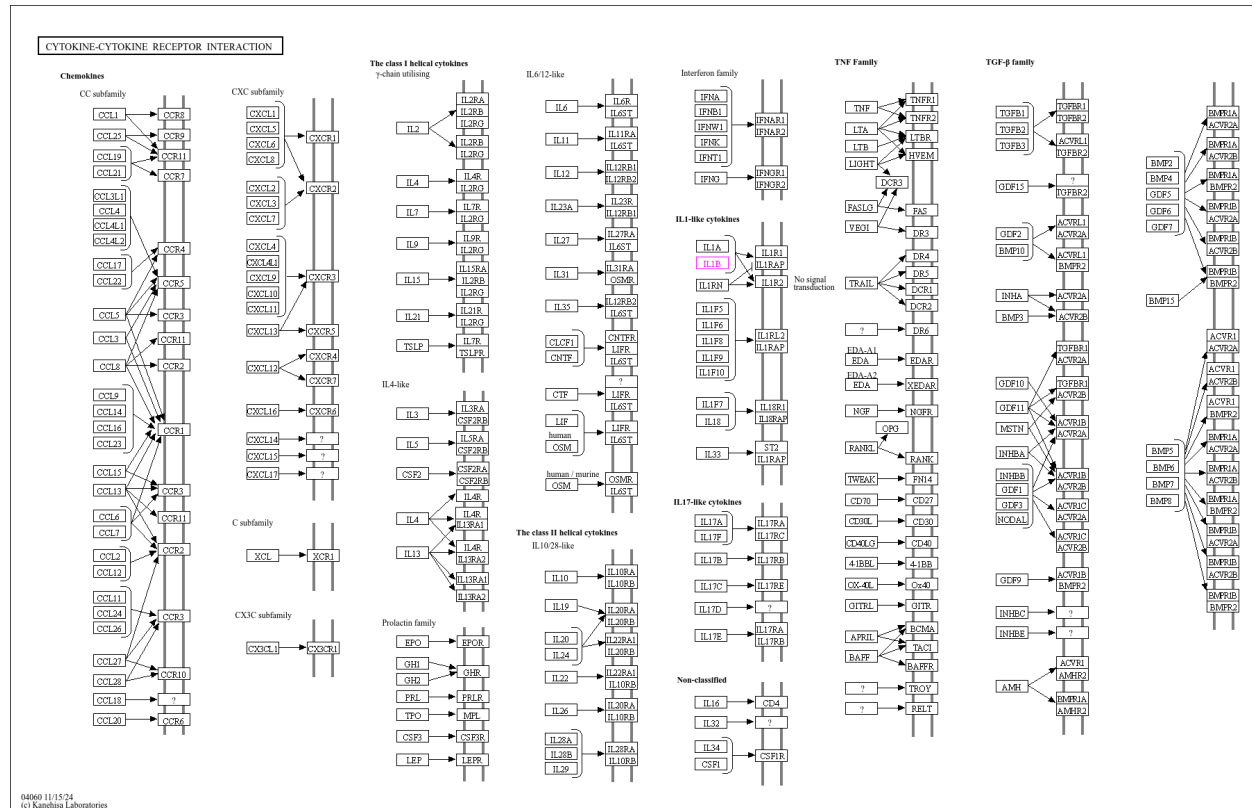 CYTOKINE-CYTOKINE RECEPTOR INTERACTION
Chemokines
CC subfamily
CCL1
CCL25
CCL19
CCL21
CCL3L1
CCL4
CCL4L1
CCL4L2
CCL17
CCL22
CCL5
CCL3
CCL8
CCL9
CCL14
CCL16
CCL23
CCL15
CCL13
CCL6
CCL7
CCL2
CCL12
CCL11
CCL24
CCL26
CCL27
CCL28
CCL18
CCL20
CCR8
CCR9
CCR11
CCR7
CCR4
CCR5
CCR3
CCR11
CCR2
CCR1
CCR3
CCR11
CCR2
CCR3
CCR10
?
CCR6
CXC subfamily
CXCL1
CXCL5
CXCL6
CXCL8
CXCL2
CXCL3
CXCL7
CXCL4
CXCL4L1
CXCL9
CXCL10
CXCL11
CXCL13
CXCL12
CXCL16
CXCL14
CXCL15
CXCL17
CXCR1
CXCR2
CXCR3
CXCR5
CXCR4
CXCR7
CXCR6
?
?
?
C subfamily
XCL
XCR1
CX3C subfamily
CX3CL1
CX3CR1
The class I helical cytokines
γ-chain utilising
IL2
IL4
IL7
IL9
IL15
IL21
TSLP
IL2RA
IL2RB
IL2RG
IL2RB
IL2RG
IL4R
IL2RG
IL7R
IL2RG
IL9R
IL2RG
IL15RA
IL2RB
IL2RG
IL21R
IL2RG
IL7R
TSLPR
IL4-like
IL3
IL5
CSF2
IL4
IL13
IL3RA
CSF2RB
IL5RA
CSF2RB
CSF2RA
CSF2RB
IL4R
IL4R
IL13RA1
IL4R
IL13RA2
IL13RA1
IL13RA2
Prolactin family
EPO
GH1
GH2
PRL
TPO
CSF3
LEP
EPOR
GHR
PRLR
MPL
CSF3R
LEPR
IL6/12-like
IL6
IL11
IL12
IL23A
IL27
IL31
IL35
CLCF1
CNTF
CTF
LIF
human
OSM
human / murine
OSM
IL6R
IL6ST
IL11RA
IL6ST
IL12RB1
IL12RB2
IL23R
IL12RB1
IL27RA
IL6ST
IL31RA
OSMR
IL12RB2
IL6ST
CNTFR
LIFR
IL6ST
?
LIFR
IL6ST
LIFR
IL6ST
OSMR
IL6ST
The class II helical cytokines
IL10/28-like
IL10
IL19
IL20
IL24
IL22
IL26
IL28A
IL28B
IL29
IL10RA
IL10RB
IL20RA
IL20RB
IL22RA1
IL20RB
IL22RA1
IL10RB
IL20RA
IL10RB
IL28RA
IL10RB
Interferon family
IFNA
IFNB1
IFNW1
IFNK
IFNT1
IFNG
IFNAR1
IFNAR2
IFNGR1
IFNGR2
IL1-like cytokines
IL1A
IL1B
IL1RN
IL1F5
IL1F6
IL1F8
IL1F9
IL1F10
IL1F7
IL18
IL33
IL1R1
IL1RAP
IL1R2
No signal
transduction
IL1RL2
IL1RAP
IL18R1
IL18RAP
ST2
IL1RAP
IL17-like cytokines
IL17A
IL17F
IL17B
IL17C
IL17D
IL17E
IL17RA
IL17RC
IL17RB
IL17RE
?
IL17RA
IL17RB
Non-classified
IL16
IL32
IL34
CSF1
CD4
?
CSF1R
TNF Family
TNF
LTA
LTB
LIGHT
FASLG
VEGI
TRAIL
?
EDA-A1
EDA
EDA-A2
EDA
NGF
RANKL
TWEAK
CD70
CD30L
CD40LG
4-1BBL
OX-40L
GITRL
APRIL
BAFF
?
?
TNFR1
TNFR2
LTBR
HVEM
DCR3
FAS
DR3
DR4
DR5
DCR1
DCR2
DR6
EDAR
XEDAR
NGFR
OPG
RANK
FN14
CD27
CD30
CD40
4-1BB
Ox40
GITR
BCMA
TACI
BAFFR
TROY
RELT
TGF-β family
TGFB1
TGFB2
TGFB3
GDF15
GDF2
BMP10
INHA
BMP3
GDF10
GDF11
MSTN
INHBA
INHBB
GDF1
GDF3
NODAL
GDF9
INHBC
INHBE
AMH
TGFBR1
TGFBR2
ACVRL1
TGFBR2
?
TGFBR2
ACVRL1
ACVR2A
ACVRL1
BMPR2
ACVR2A
ACVR2B
TGFBR1
ACVR2A
TGFBR1
ACVR2B
ACVR1B
ACVR2A
ACVR1B
ACVR2B
ACVR1C
ACVR2A
ACVR1C
ACVR2B
ACVR1B
BMPR2
?
?
ACVR1
AMHR2
BMPR1A
AMHR2
BMP2
BMP4
GDF5
GDF6
GDF7
BMP15
BMP5
BMP6
BMP7
BMP8
BMPR1A
ACVR2A
BMPR1A
ACVR2B
BMPR1A
BMPR2
BMPR1B
ACVR2A
BMPR1B
ACVR2B
BMPR1B
BMPR2
ACVR1
ACVR2A
ACVR1
ACVR2B
ACVR1
BMPR2
BMPR1A
ACVR2A
BMPR1A
ACVR2B
BMPR1A
BMPR2
BMPR1B
ACVR2A
BMPR1B
ACVR2B
BMPR1B
BMPR2
04060 11/15/24
(c) Kanehisa Laboratories